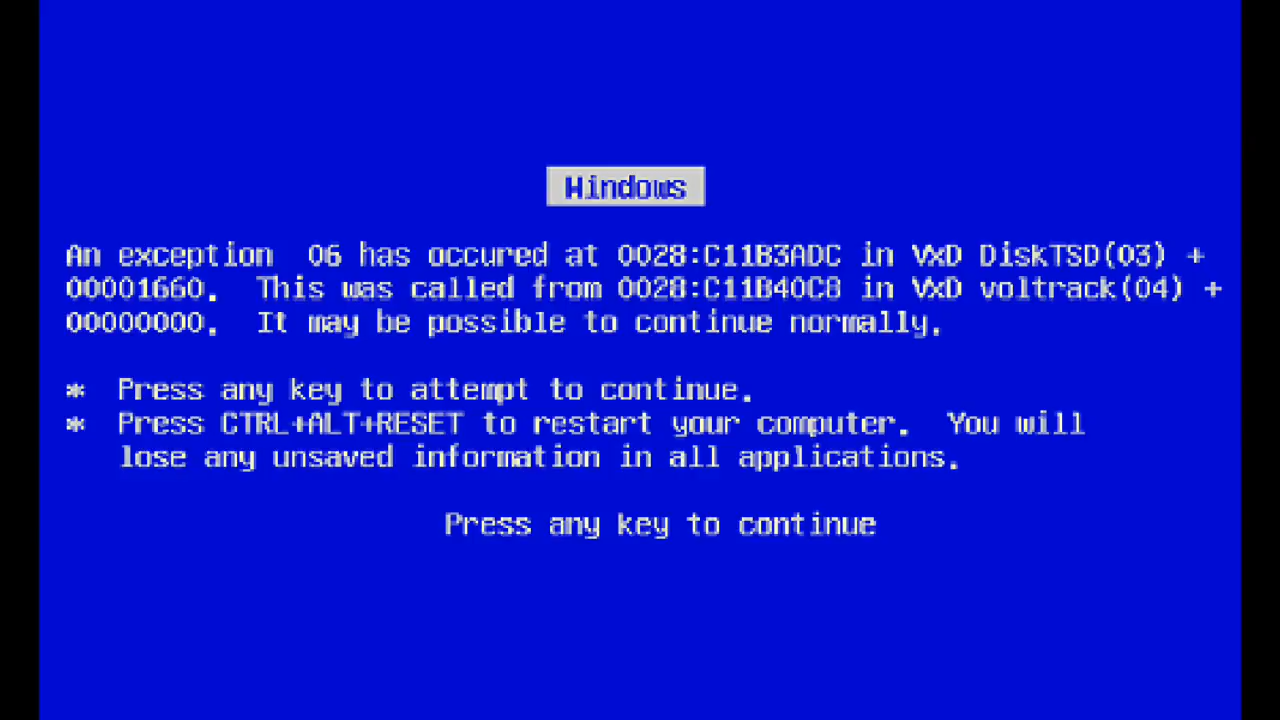 Windows
An exception  06 has occured at 0028:C11B3ADC in VxD DiskTSD(03) +
00001660.  This was called from 0028:C11B40C8 in VxD voltrack(04) +
00000000.  It may be possible to continue normally.
*  Press any key to attempt to continue.
*  Press CTRL+ALT+RESET to restart your computer.  You will
lose any unsaved information in all applications.
Press any key to continue